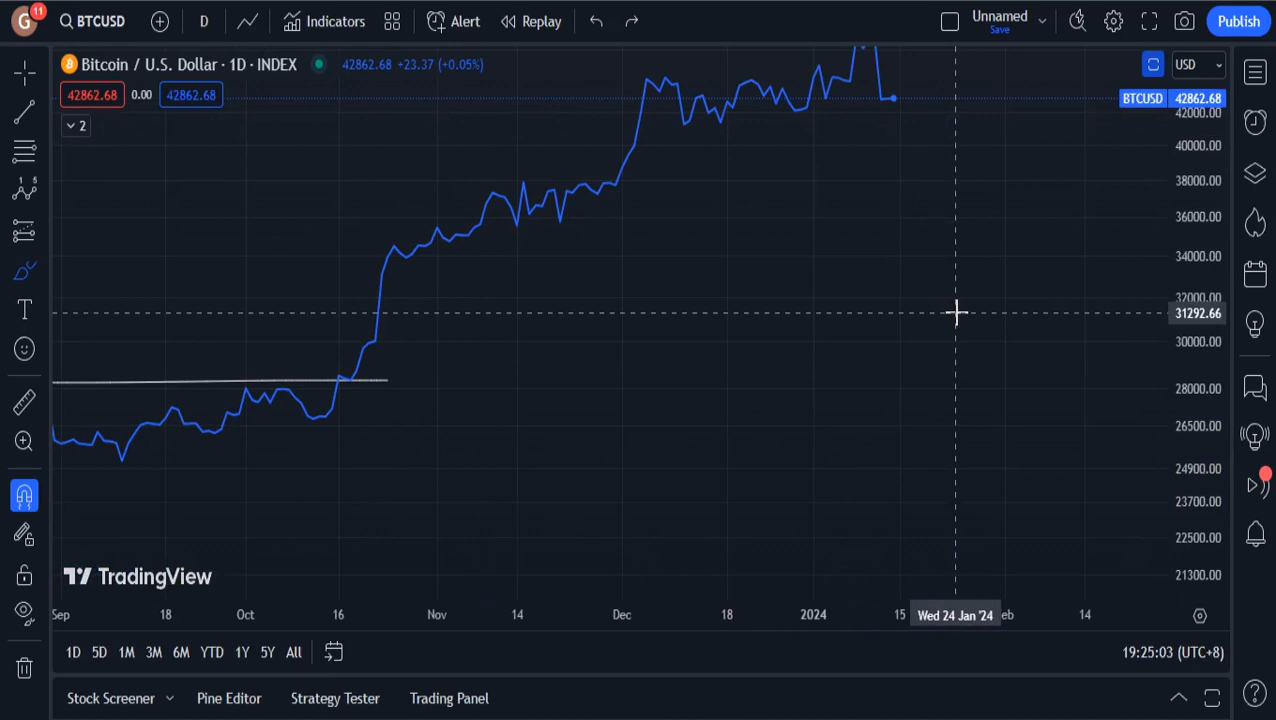 G 11 BTCUSD D Indicators Alert Replay Unnamed Save Publish
Bitcoin / U.S. Dollar · 1D · INDEX 42862.68 +23.37 (+0.05%) USD
42862.68 0.00 42862.68 BTCUSD 42862.68
42000.00
2
40000.00
38000.00
36000.00
34000.00
32000.00
31292.66
30000.00
28000.00
26500.00
24900.00
23700.00
22500.00
TradingView
21300.00
Sep 18 Oct 16 Nov 14 Dec 18 2024 15 Wed 24 Jan '24 eb 14
1D 5D 1M 3M 6M YTD 1Y 5Y All 19:25:03 (UTC+8)
Stock Screener Pine Editor Strategy Tester Trading Panel